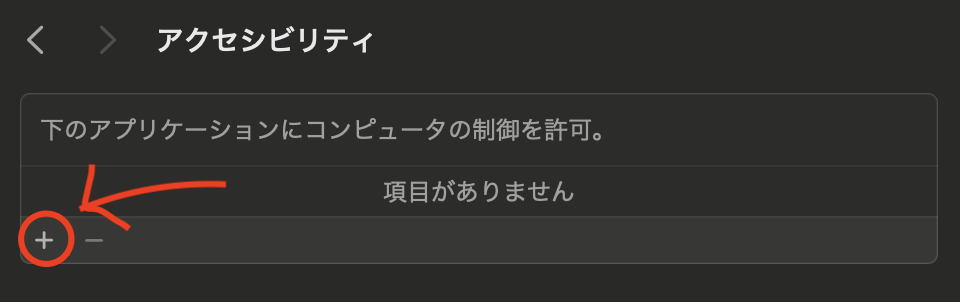 アクセシビリティ
下のアプリケーションにコンピュータの制御を許可。
項目がありません